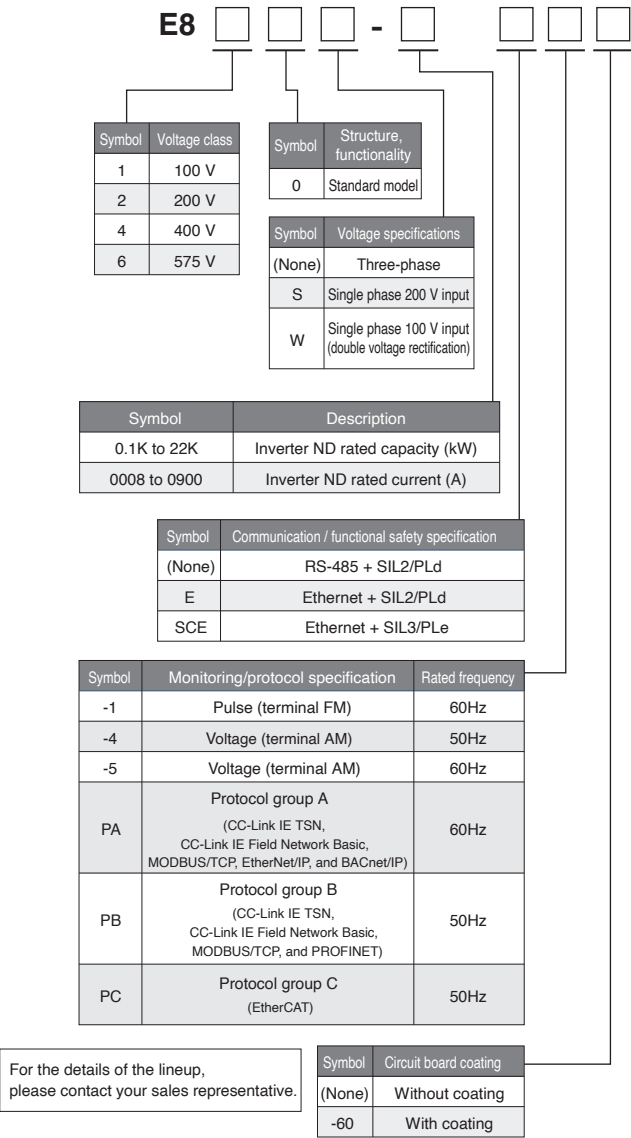 E8 -
Symbol Voltage class
1 100 V
2 200 V
4 400 V
6 575 V
Symbol Structure,
functionality
0 Standard model
Symbol Voltage specifications
(None) Three-phase
S Single phase 200 V input
W Single phase 100 V input
(double voltage rectification)
Symbol Description
0.1K to 22K Inverter ND rated capacity (kW)
0008 to 0900 Inverter ND rated current (A)
Symbol Communication / functional safety specification
(None) RS-485 + SIL2/PLd
E Ethernet + SIL2/PLd
SCE Ethernet + SIL3/PLe
Symbol Monitoring/protocol specification Rated frequency
-1 Pulse (terminal FM) 60Hz
-4 Voltage (terminal AM) 50Hz
-5 Voltage (terminal AM) 60Hz
PA Protocol group A
(CC-Link IE TSN,
CC-Link IE Field Network Basic,
MODBUS/TCP, EtherNet/IP, and BACnet/IP) 60Hz
PB Protocol group B
(CC-Link IE TSN,
CC-Link IE Field Network Basic,
MODBUS/TCP, and PROFINET) 50Hz
PC Protocol group C
(EtherCAT) 50Hz
For the details of the lineup,
please contact your sales representative.
Symbol Circuit board coating
(None) Without coating
-60 With coating